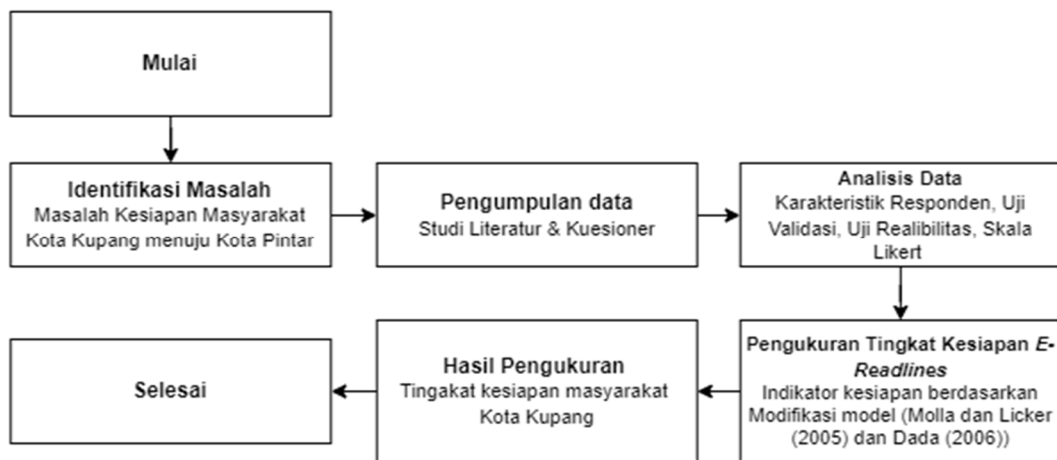 Mulai
Identifikasi Masalah
Masalah Kesiapan Masyarakat
Kota Kupang menuju Kota Pintar
Pengumpulan data
Studi Literatur & Kuesioner
Analisis Data
Karakteristik Responden, Uji
Validasi, Uji Realibilitas, Skala
Likert
Pengukuran Tingkat Kesiapan E-
Readlines
Indikator kesiapan berdasarkan
Modifikasi model (Molla dan Licker
(2005) dan Dada (2006))
Hasil Pengukuran
Tingakat kesiapan masyarakat
Kota Kupang
Selesai